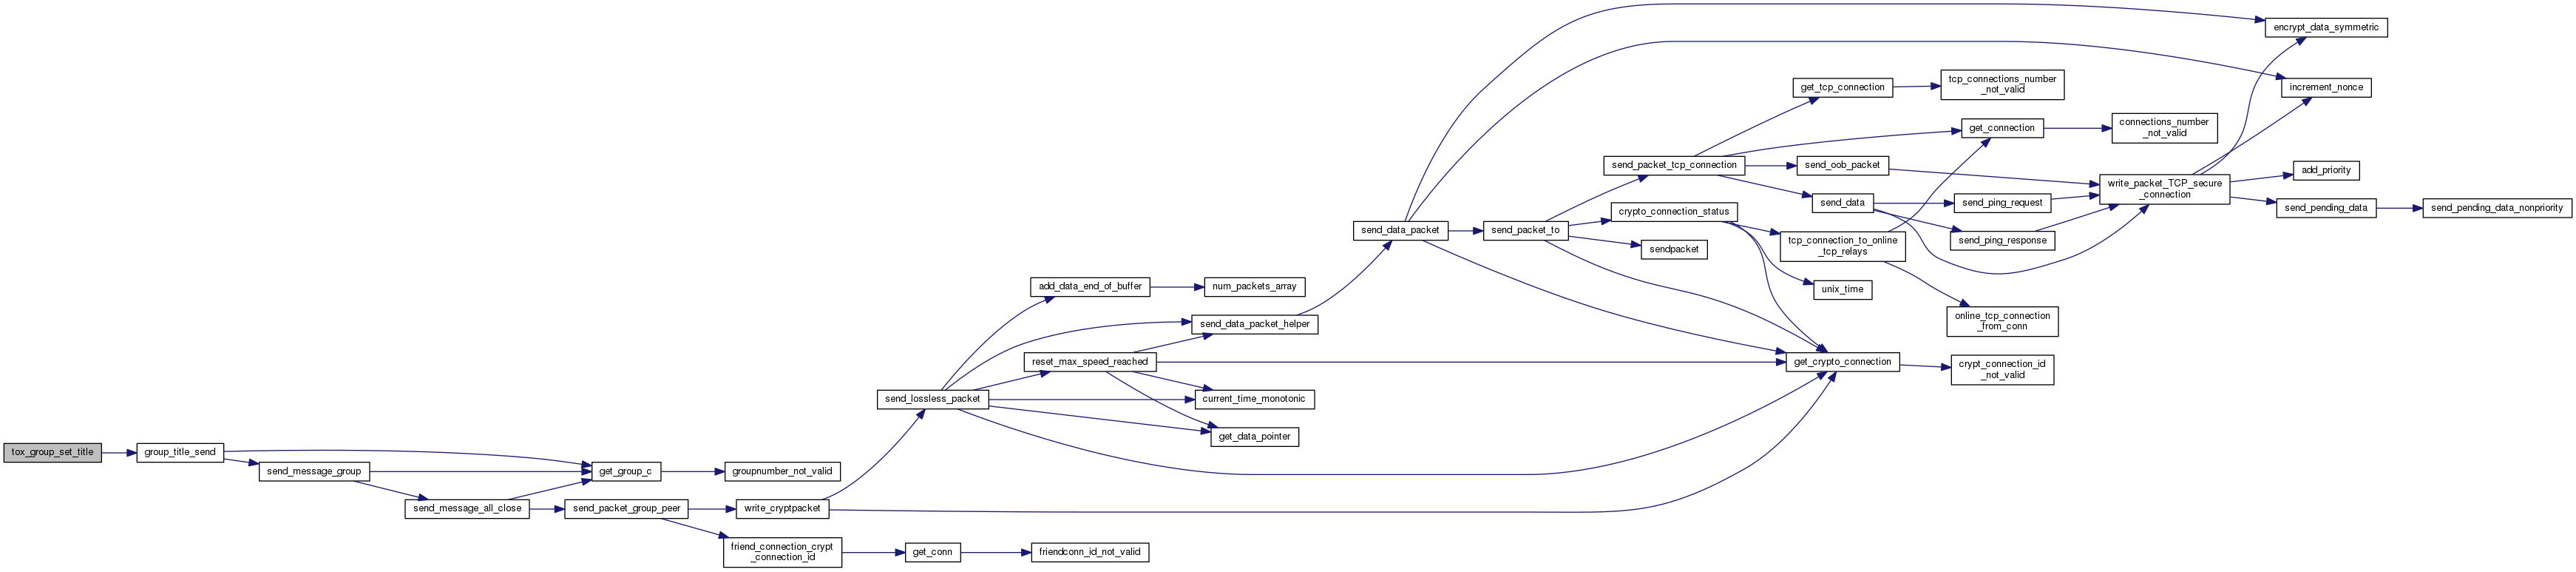 tox_group_set_title
group_title_send
send_message_group
send_message_all_close
get_group_c
groupnumber_not_valid
send_packet_group_peer
write_cryptpacket
friend_connection_crypt
_connection_id
get_conn
friendconn_id_not_valid
send_lossless_packet
add_data_end_of_buffer
num_packets_array
send_data_packet_helper
reset_max_speed_reached
current_time_monotonic
get_data_pointer
send_data_packet
send_packet_to
send_packet_tcp_connection
crypto_connection_status
sendpacket
get_tcp_connection
tcp_connections_number
_not_valid
get_connection
connections_number
_not_valid
send_oob_packet
send_data
send_ping_request
send_ping_response
tcp_connection_to_online
_tcp_relays
unix_time
online_tcp_connection
_from_conn
get_crypto_connection
crypt_connection_id
_not_valid
write_packet_TCP_secure
_connection
encrypt_data_symmetric
increment_nonce
add_priority
send_pending_data
send_pending_data_nonpriority